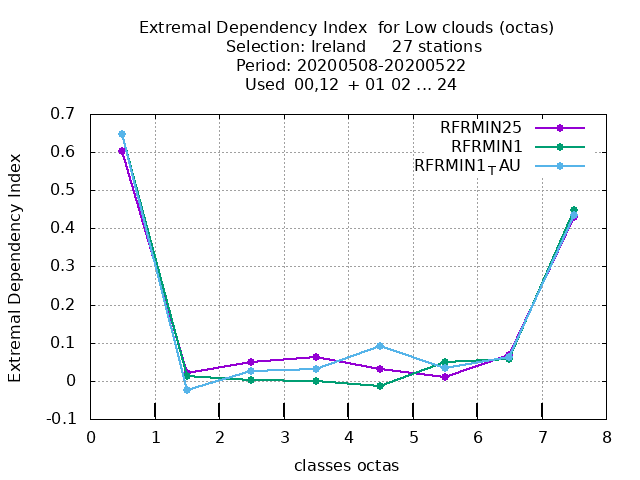 Extremal Dependency Index  for Low clouds (octas)
Selection: Ireland     27 stations
Period: 20200508-20200522
Used  00,12  + 01 02 ... 24
RFRMIN25
RFRMIN1
RFRMIN1TAU
Extremal Dependency Index
0.7
0.6
0.5
0.4
0.3
0.2
0.1
0
-0.1
0 1 2 3 4 5 6 7 8
classes octas